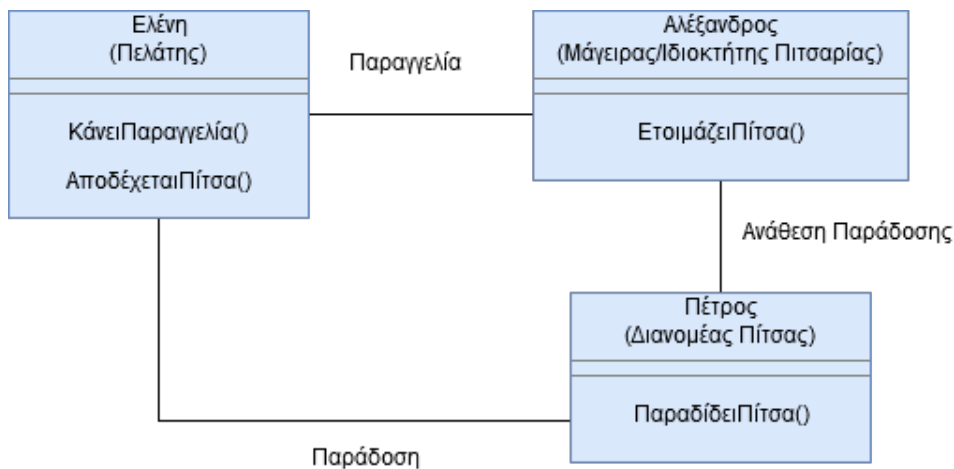 Ελένη
(Πελάτης)
ΚάνειΠαραγγελία()
ΑποδέχεταιΠίτσα()
Παραγγελία
Αλέξανδρος
(Μάγειρας/Ιδιοκτήτης Πιτσαρίας)
ΕτοιμάζειΠίτσα()
Ανάθεση Παράδοσης
Πέτρος
(Διανομέας Πίτσας)
ΠαραδίδειΠίτσα()
Παράδοση